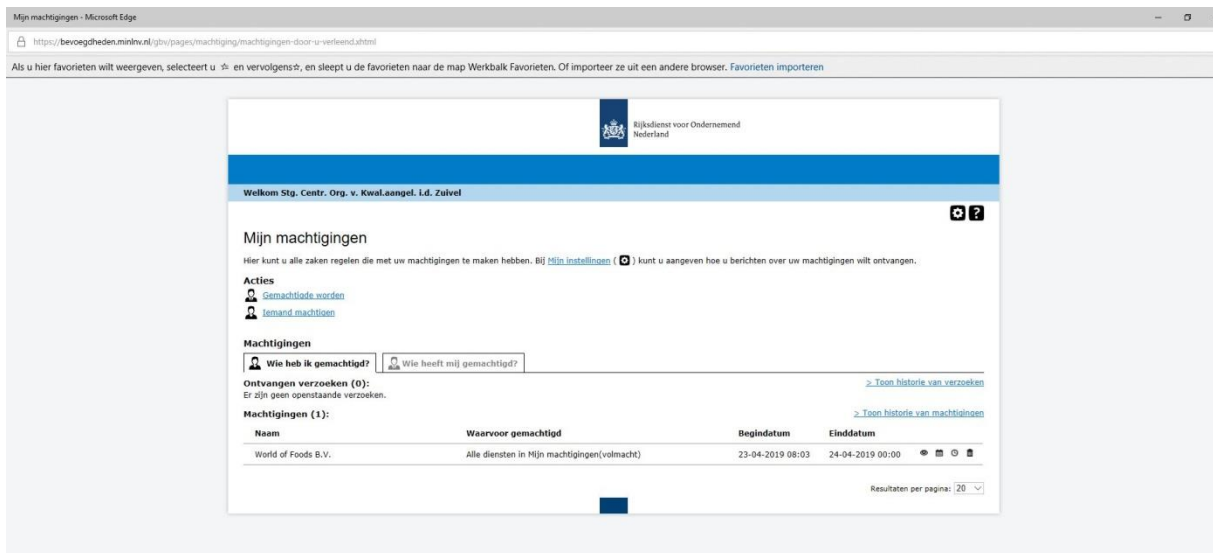 Mijn machtigingen - Microsoft Edge
https://bevoegdheden.minlnv.nl/gbv/pages/machtiging/machtigingen-door-u-verleend.xhtml
Als u hier favorieten wilt weergeven, selecteert u ☆ en vervolgens☆, en sleept u de favorieten naar de map Werkbalk Favorieten. Of importeer ze uit een andere browser. Favorieten importeren
Rijksdienst voor Ondernemend
Nederland
Welkom Stg. Centr. Org. v. Kwal.aangel. i.d. Zuivel
Mijn machtigingen
Hier kunt u alle zaken regelen die met uw machtigingen te maken hebben. Bij Mijn instellingen ( ) kunt u aangeven hoe u berichten over uw machtigingen wilt ontvangen.
Acties
Gemachtigde worden
Iemand machtigen
Machtigingen
Wie heb ik gemachtigd? Wie heeft mij gemachtigd?
Ontvangen verzoeken (0): > Toon historie van verzoeken
Er zijn geen openstaande verzoeken.
Machtigingen (1): > Toon historie van machtigingen
Naam Waarvoor gemachtigd Begindatum Einddatum
World of Foods B.V. Alle diensten in Mijn machtigingen(volmacht) 23-04-2019 08:03 24-04-2019 00:00
Resultaten per pagina: 20